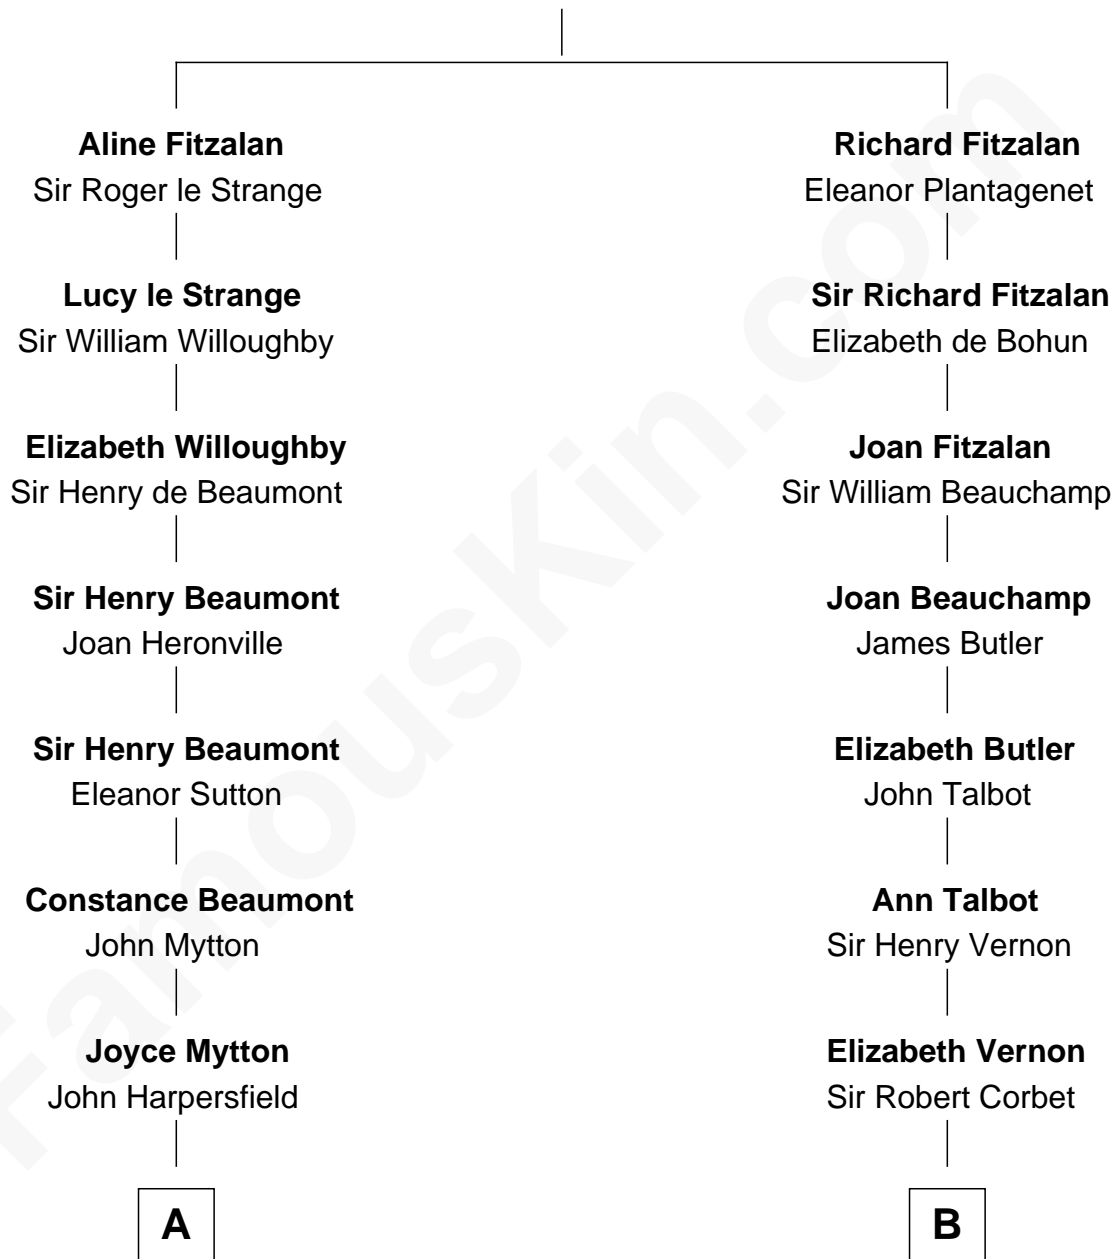 Aline Fitzalan
Sir Roger le Strange
Lucy le Strange
Sir William Willoughby
Elizabeth Willoughby
Sir Henry de Beaumont
Sir Henry Beaumont
Joan Heronville
Sir Henry Beaumont
Eleanor Sutton
Constance Beaumont
John Mytton
Joyce Mytton
John Harpersfield
A
Richard Fitzalan
Eleanor Plantagenet
Sir Richard Fitzalan
Elizabeth de Bohun
Joan Fitzalan
Sir William Beauchamp
Joan Beauchamp
James Butler
Elizabeth Butler
John Talbot
Ann Talbot
Sir Henry Vernon
Elizabeth Vernon
Sir Robert Corbet
B
FamousKin.com